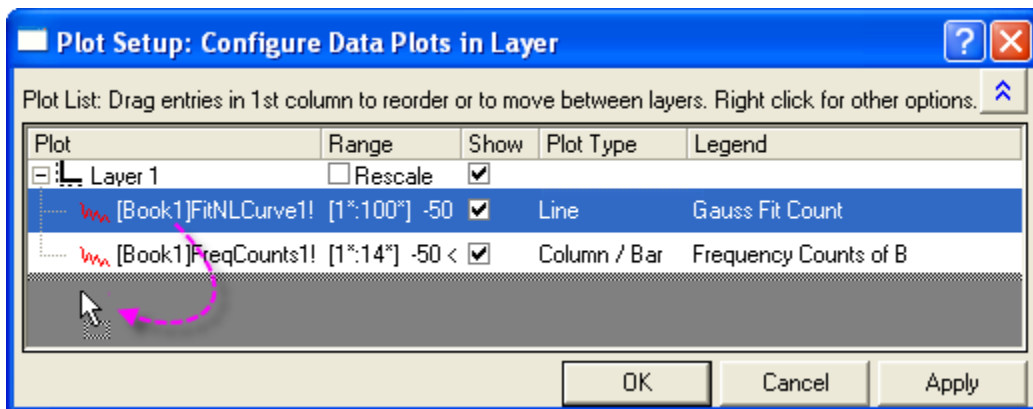 Plot Setup: Configure Data Plots in Layer
Plot List: Drag entries in 1st column to reorder or to move between layers. Right click for other options.
Plot Range Show Plot Type Legend
Layer 1 Rescale
[Book1]FitNLCurve1! [1*:100*] -50 Line Gauss Fit Count
[Book1]FreqCounts1! [1*:14*] -50 < Column / Bar Frequency Counts of B
OK Cancel Apply